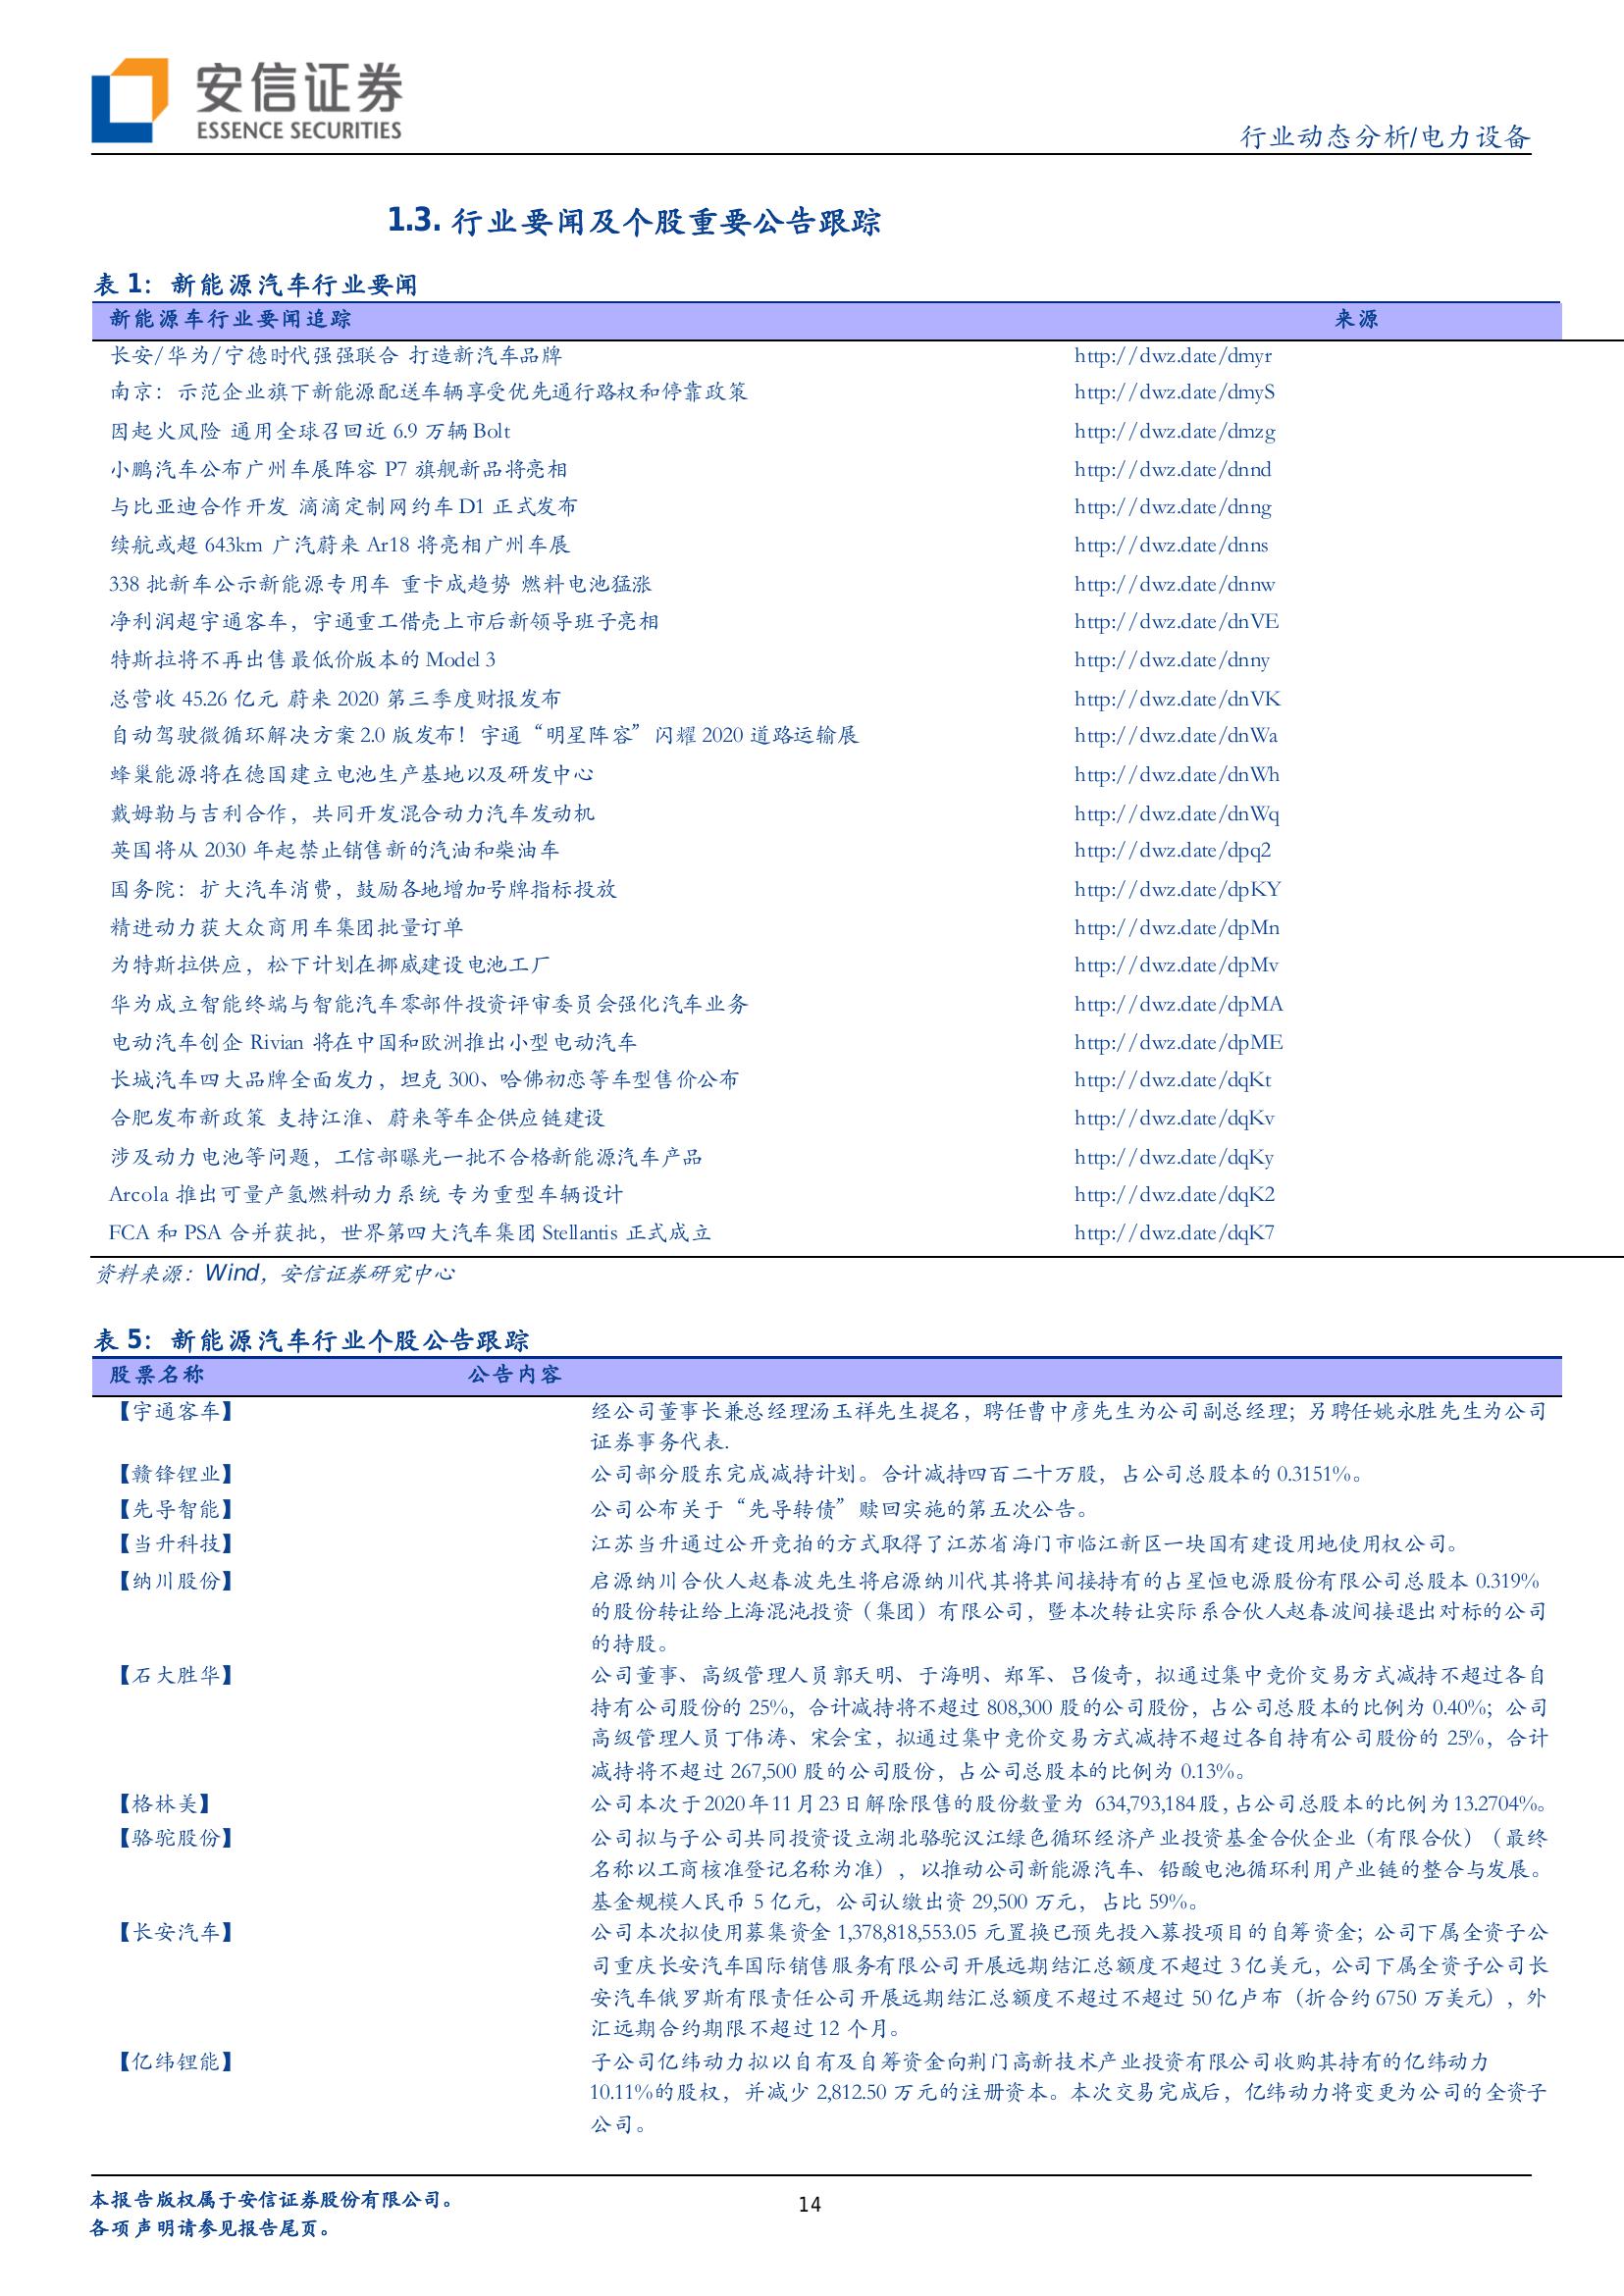 安信证券
ESSENCE SECURITIES
行业动态分析/电力设备
1.3. 行业要闻及个股重要公告跟踪
表 1：新能源汽车行业要闻
新能源车行业要闻追踪 来源
长安/华为/宁德时代强强联合 打造新汽车品牌 http://dwz.date/dmyr
南京：示范企业旗下新能源配送车辆享受优先通行路权和停靠政策 http://dwz.date/dmyS
因起火风险 通用全球召回近 6.9 万辆 Bolt http://dwz.date/dmzg
小鹏汽车公布广州车展阵容 P7 旗舰新品将亮相 http://dwz.date/dnnd
与比亚迪合作开发 滴滴定制网约车 D1 正式发布 http://dwz.date/dnng
续航或超 643km 广汽蔚来 Ar18 将亮相广州车展 http://dwz.date/dnns
338 批新车公示新能源专用车 重卡成趋势 燃料电池猛涨 http://dwz.date/dnnw
净利润超宇通客车，宇通重工借壳上市后新领导班子亮相 http://dwz.date/dnVE
特斯拉将不再出售最低价版本的 Model 3 http://dwz.date/dnny
总营收 45.26 亿元 蔚来 2020 第三季度财报发布 http://dwz.date/dnVK
自动驾驶微循环解决方案 2.0 版发布！宇通“明星阵容”闪耀 2020 道路运输展 http://dwz.date/dnWa
蜂巢能源将在德国建立电池生产基地以及研发中心 http://dwz.date/dnWh
戴姆勒与吉利合作，共同开发混合动力汽车发动机 http://dwz.date/dnWq
英国将从 2030 年起禁止销售新的汽油和柴油车 http://dwz.date/dpq2
国务院：扩大汽车消费，鼓励各地增加号牌指标投放 http://dwz.date/dpKY
精进动力获大众商用车集团批量订单 http://dwz.date/dpMn
为特斯拉供应，松下计划在挪威建设电池工厂 http://dwz.date/dpMv
华为成立智能终端与智能汽车零部件投资评审委员会强化汽车业务 http://dwz.date/dpMA
电动汽车创企 Rivian 将在中国和欧洲推出小型电动汽车 http://dwz.date/dpME
长城汽车四大品牌全面发力，坦克 300、哈佛初恋等车型售价公布 http://dwz.date/dqKt
合肥发布新政策 支持江淮、蔚来等车企供应链建设 http://dwz.date/dqKv
涉及动力电池等问题，工信部曝光一批不合格新能源汽车产品 http://dwz.date/dqKy
Arcola 推出可量产氢燃料动力系统 专为重型车辆设计 http://dwz.date/dqK2
FCA 和 PSA 合并获批，世界第四大汽车集团 Stellantis 正式成立 http://dwz.date/dqK7
资料来源：Wind，安信证券研究中心
表 5：新能源汽车行业个股公告跟踪
股票名称 公告内容
【宇通客车】 经公司董事长兼总经理汤玉祥先生提名，聘任曹中彦先生为公司副总经理；另聘任姚永胜先生为公司
证券事务代表.
【赣锋锂业】 公司部分股东完成减持计划。合计减持四百二十万股，占公司总股本的 0.3151%。
【先导智能】 公司公布关于“先导转债”赎回实施的第五次公告。
【当升科技】 江苏当升通过公开竞拍的方式取得了江苏省海门市临江新区一块国有建设用地使用权公司。
【纳川股份】 启源纳川合伙人赵春波先生将启源纳川代其将其间接持有的占星恒电源股份有限公司总股本 0.319%
的股份转让给上海混沌投资（集团）有限公司，暨本次转让实际系合伙人赵春波间接退出对标的公司
的持股。
【石大胜华】 公司董事、高级管理人员郭天明、于海明、郑军、吕俊奇，拟通过集中竞价交易方式减持不超过各自
持有公司股份的 25%，合计减持将不超过 808,300 股的公司股份，占公司总股本的比例为 0.40%；公司
高级管理人员丁伟涛、宋会宝，拟通过集中竞价交易方式减持不超过各自持有公司股份的 25%，合计
减持将不超过 267,500 股的公司股份，占公司总股本的比例为 0.13%。
【格林美】 公司本次于2020年11月23日解除限售的股份数量为 634,793,184股，占公司总股本的比例为13.2704%。
【骆驼股份】 公司拟与子公司共同投资设立湖北骆驼汉江绿色循环经济产业投资基金合伙企业（有限合伙）（最终
名称以工商核准登记名称为准），以推动公司新能源汽车、铅酸电池循环利用产业链的整合与发展。
基金规模人民币 5 亿元，公司认缴出资 29,500 万元，占比 59%。
【长安汽车】 公司本次拟使用募集资金 1,378,818,553.05 元置换已预先投入募投项目的自筹资金；公司下属全资子公
司重庆长安汽车国际销售服务有限公司开展远期结汇总额度不超过 3 亿美元，公司下属全资子公司长
安汽车俄罗斯有限责任公司开展远期结汇总额度不超过不超过 50 亿卢布（折合约 6750 万美元），外
汇远期合约期限不超过 12 个月。
【亿纬锂能】 子公司亿纬动力拟以自有及自筹资金向荆门高新技术产业投资有限公司收购其持有的亿纬动力
10.11%的股权，并减少 2,812.50 万元的注册资本。本次交易完成后，亿纬动力将变更为公司的全资子
公司。
本报告版权属于安信证券股份有限公司。
各项声明请参见报告尾页。
14